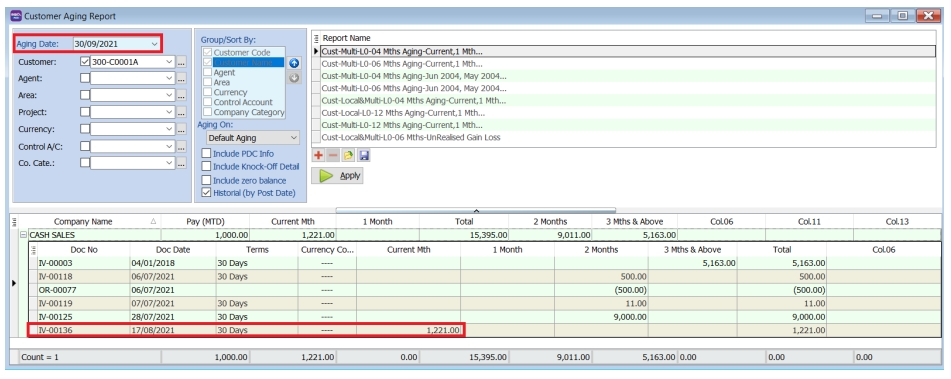 Customer Aging Report
Aging Date: 30/09/2021
Customer: 300-C0001A ...
Agent: ...
Area: ...
Project: ...
Currency: ...
Control A/C: ...
Co. Cate.: ...
Group/Sort By:
Customer Code
Agent
Area
Currency
Control Account
Company Category
Aging On:
Default Aging
Include PDC Info
Include Knock-Off Detail
Include zero balance
Historial (by Post Date)
Report Name
Cust-Multi-L0-04 Mths Aging-Current,1 Mth...
Cust-Multi-L0-06 Mths Aging-Current,1 Mth...
Cust-Multi-L0-04 Mths Aging-Jun 2004, May 2004...
Cust-Multi-L0-06 Mths Aging-Jun 2004, May 2004...
Cust-Local&Multi-L0-04 Mths Aging-Current,1 Mth...
Cust-Local-L0-12 Mths Aging-Current,1 Mth...
Cust-Multi-L0-12 Mths Aging-Current,1 Mth...
Cust-Local&Multi-L0-06 Mths-UnRealised Gain Loss
Apply
Company Name Pay (MTD) Current Mth 1 Month Total 2 Months 3 Mths & Above Col.06 Col.11 Col.13
CASH SALES 1,000.00 1,221.00 15,395.00 9,011.00 5,163.00
Doc No Doc Date Terms Currency Co... Current Mth 1 Month 2 Months 3 Mths & Above Total Col.06
IV-00003 04/01/2018 30 Days ---- 5,163.00 5,163.00
IV-00118 06/07/2021 30 Days ---- 500.00 500.00
OR-00077 06/07/2021 ---- (500.00) (500.00)
IV-00119 07/07/2021 30 Days ---- 11.00 11.00
IV-00125 28/07/2021 30 Days ---- 9,000.00 9,000.00
IV-00136 17/08/2021 30 Days ---- 1,221.00 1,221.00
Count = 1 1,000.00 1,221.00 0.00 15,395.00 9,011.00 5,163.00 0.00 0.00 0.00